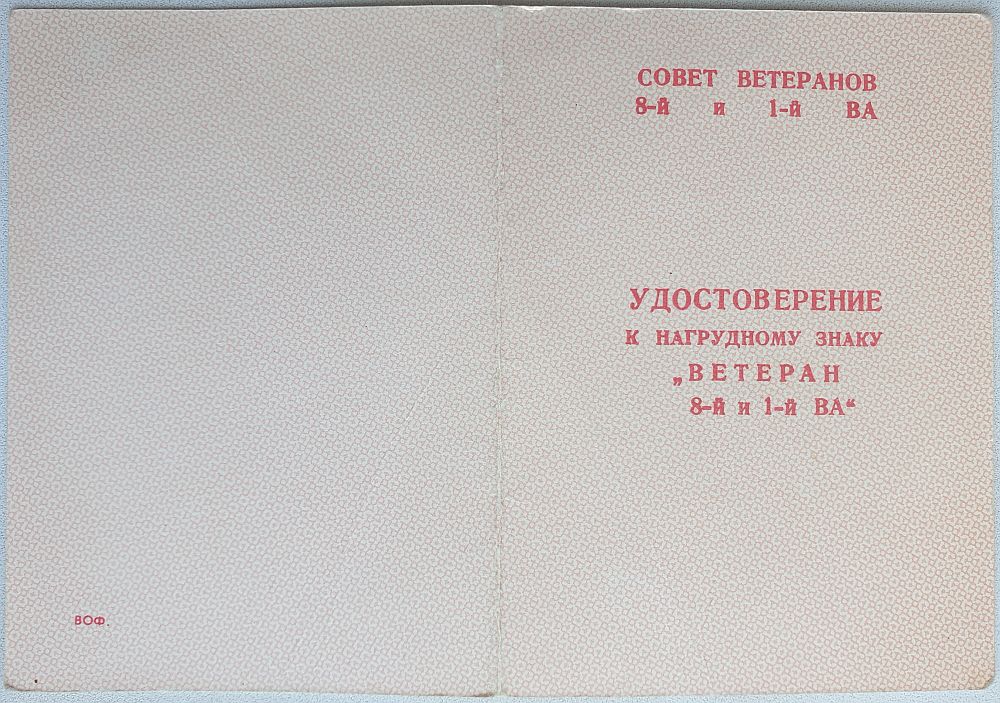 СОВЕТ ВЕТЕРАНОВ
8-й и 1-й ВА
УДОСТОВЕРЕНИЕ
К НАГРУДНОМУ ЗНАКУ
„ВЕТЕРАН
8-й и 1-й ВА“
ВОФ.